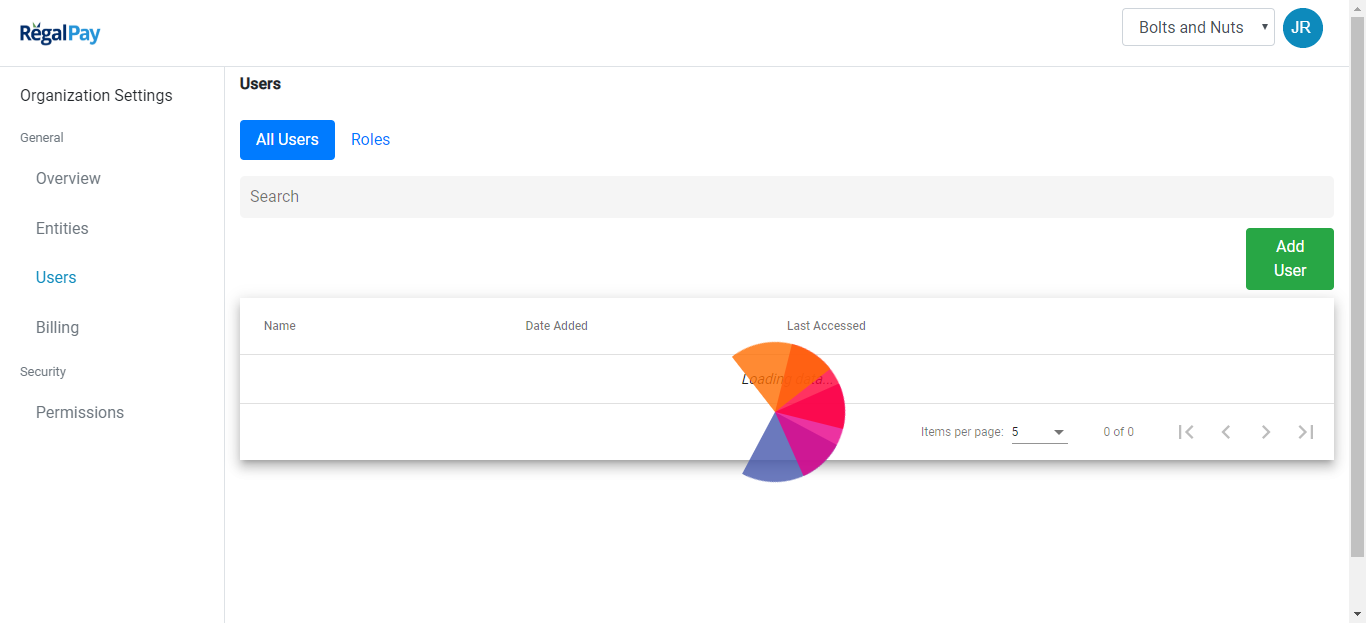 RegalPay
Bolts and Nuts
JR
Organization Settings
General
Overview
Entities
Users
Billing
Security
Permissions
Users
All Users
Roles
Search
Add
User
Name
Date Added
Last Accessed
Loading data...
Items per page:
5
0 of 0